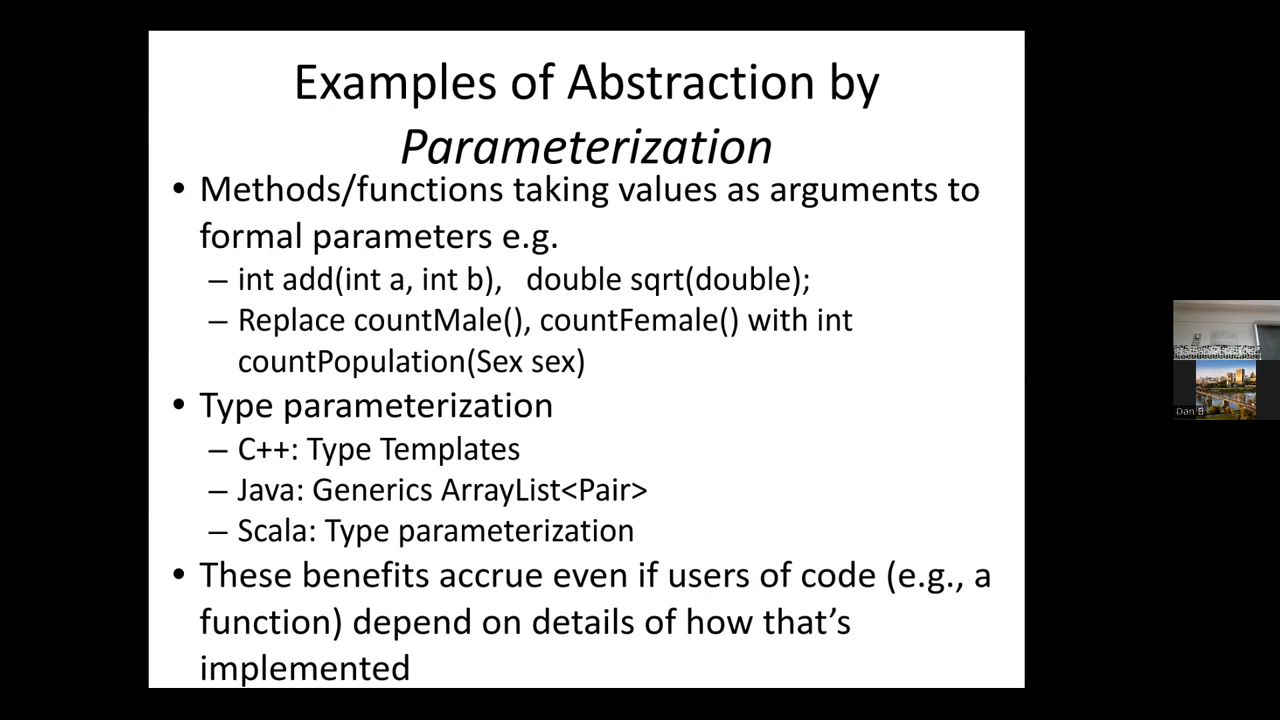 Examples of Abstraction by
Parameterization
• Methods/functions taking values as arguments to
formal parameters e.g.
– int add(int a, int b), double sqrt(double);
– Replace countMale(), countFemale() with int
countPopulation(Sex sex)
• Type parameterization
– C++: Type Templates
– Java: Generics ArrayList<Pair>
– Scala: Type parameterization
• These benefits accrue even if users of code (e.g., a
function) depend on details of how that’s
implemented
Dan B